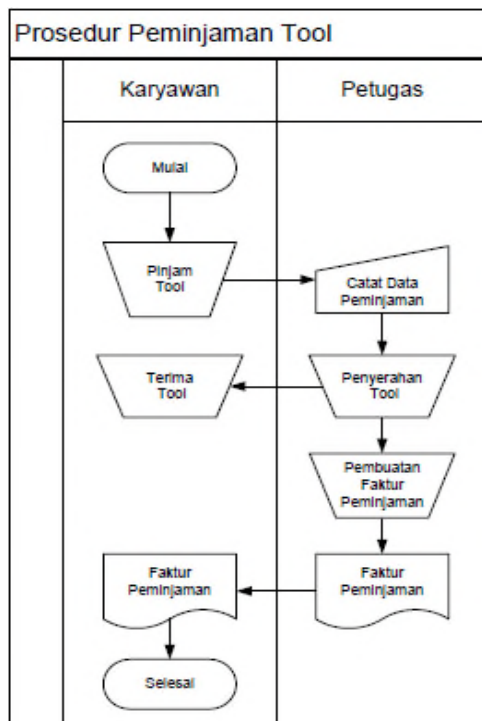 Prosedur Peminjaman Tool
Karyawan
Petugas
Mulai
Pinjam
Tool
Catat Data
Peminjaman
Terima
Tool
Penyerahan
Tool
Pembuatan
Faktur
Peminjaman
Faktur
Peminjaman
Faktur
Peminjaman
Selesai